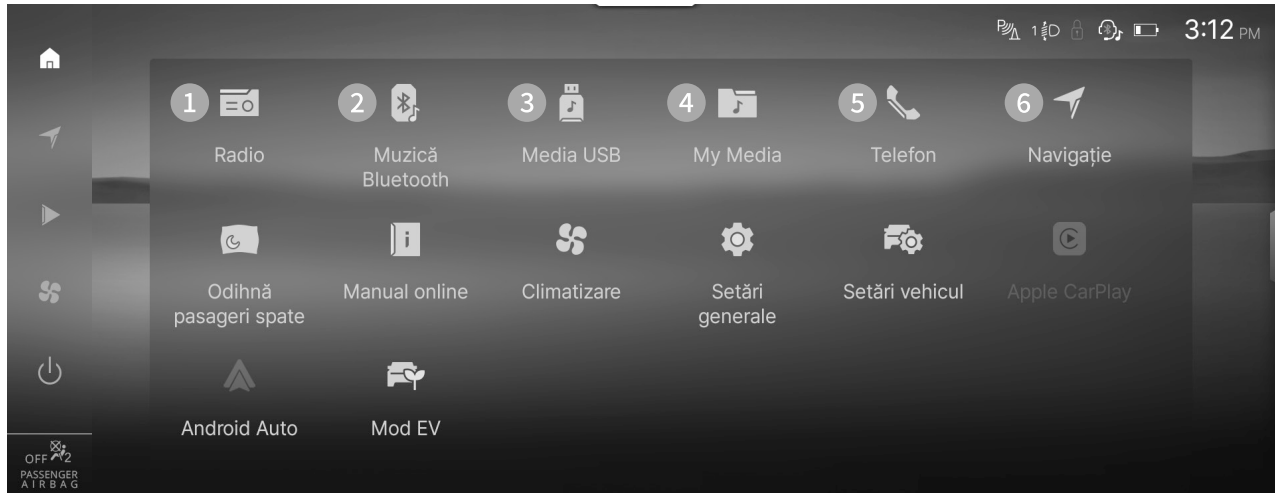 1 3:12 PM
1 2 3 4 5 6
Radio Muzică Media USB My Media Telefon Navigație
Bluetooth
i
Odihnă Manual online Climatizare Setări Setări vehicul Apple CarPlay
pasageri spate generale
Android Auto Mod EV
OFF 2
PASSENGER
AIRBAG